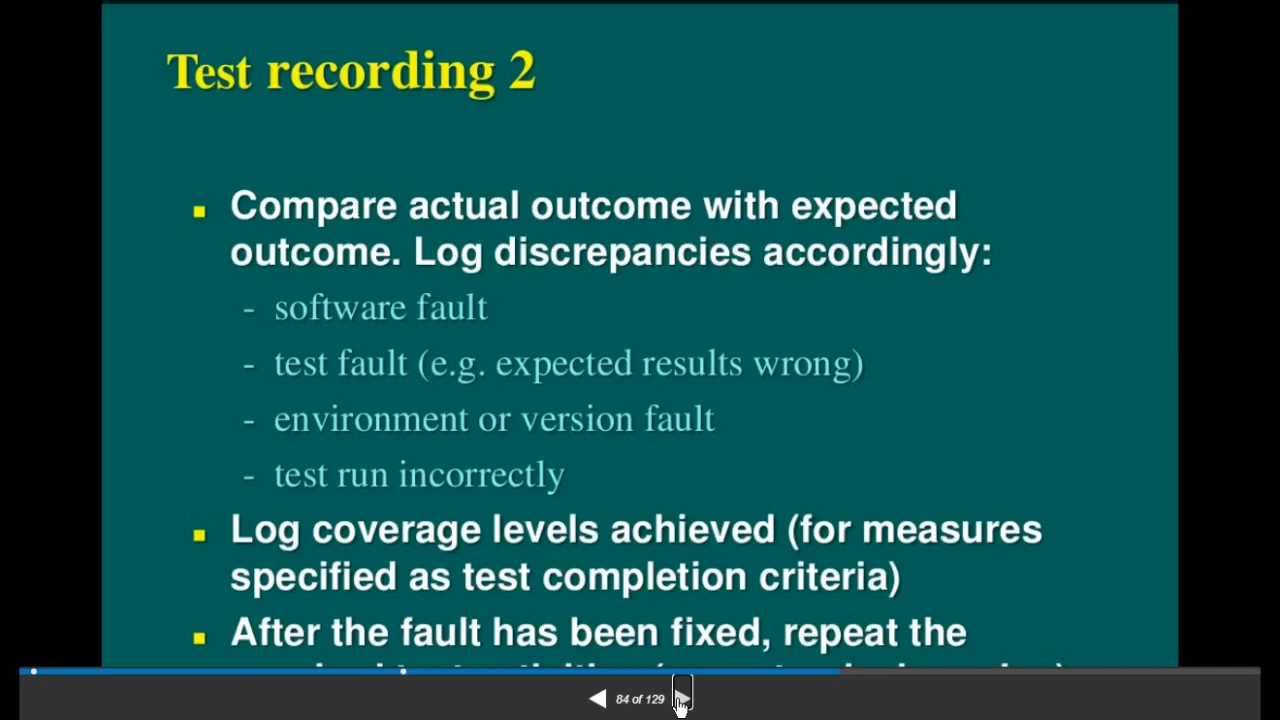 Test recording 2
Compare actual outcome with expected
outcome. Log discrepancies accordingly:
- software fault
- test fault (e.g. expected results wrong)
- environment or version fault
- test run incorrectly
Log coverage levels achieved (for measures
specified as test completion criteria)
After the fault has been fixed, repeat the
84 of 129